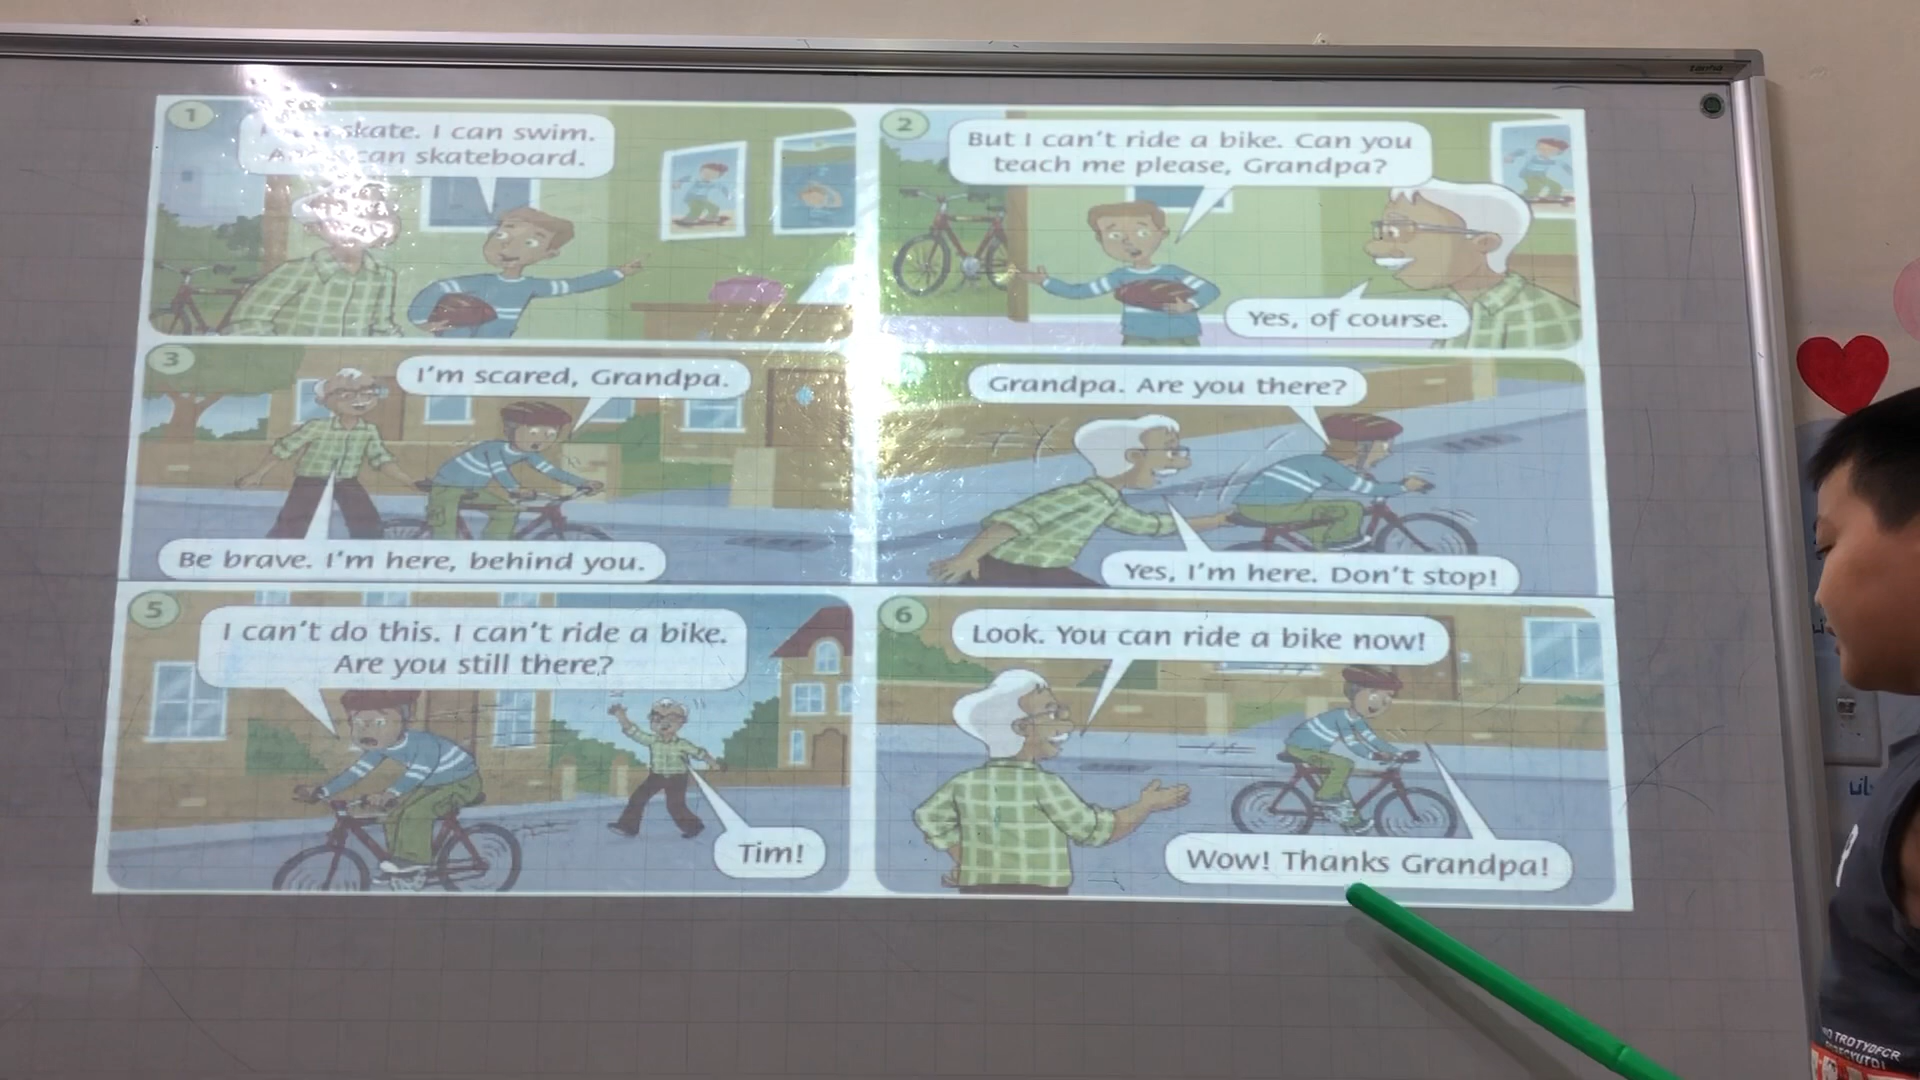 1
skate. I can swim.
can skateboard.
2
But I can't ride a bike. Can you
teach me please, Grandpa?
Yes, of course.
3
I'm scared, Grandpa.
Be brave. I'm here, behind you.
Grandpa. Are you there?
Yes, I'm here. Don't stop!
5
I can't do this. I can't ride a bike.
Are you still there?
Tim!
6
Look. You can ride a bike now!
Wow! Thanks Grandpa!